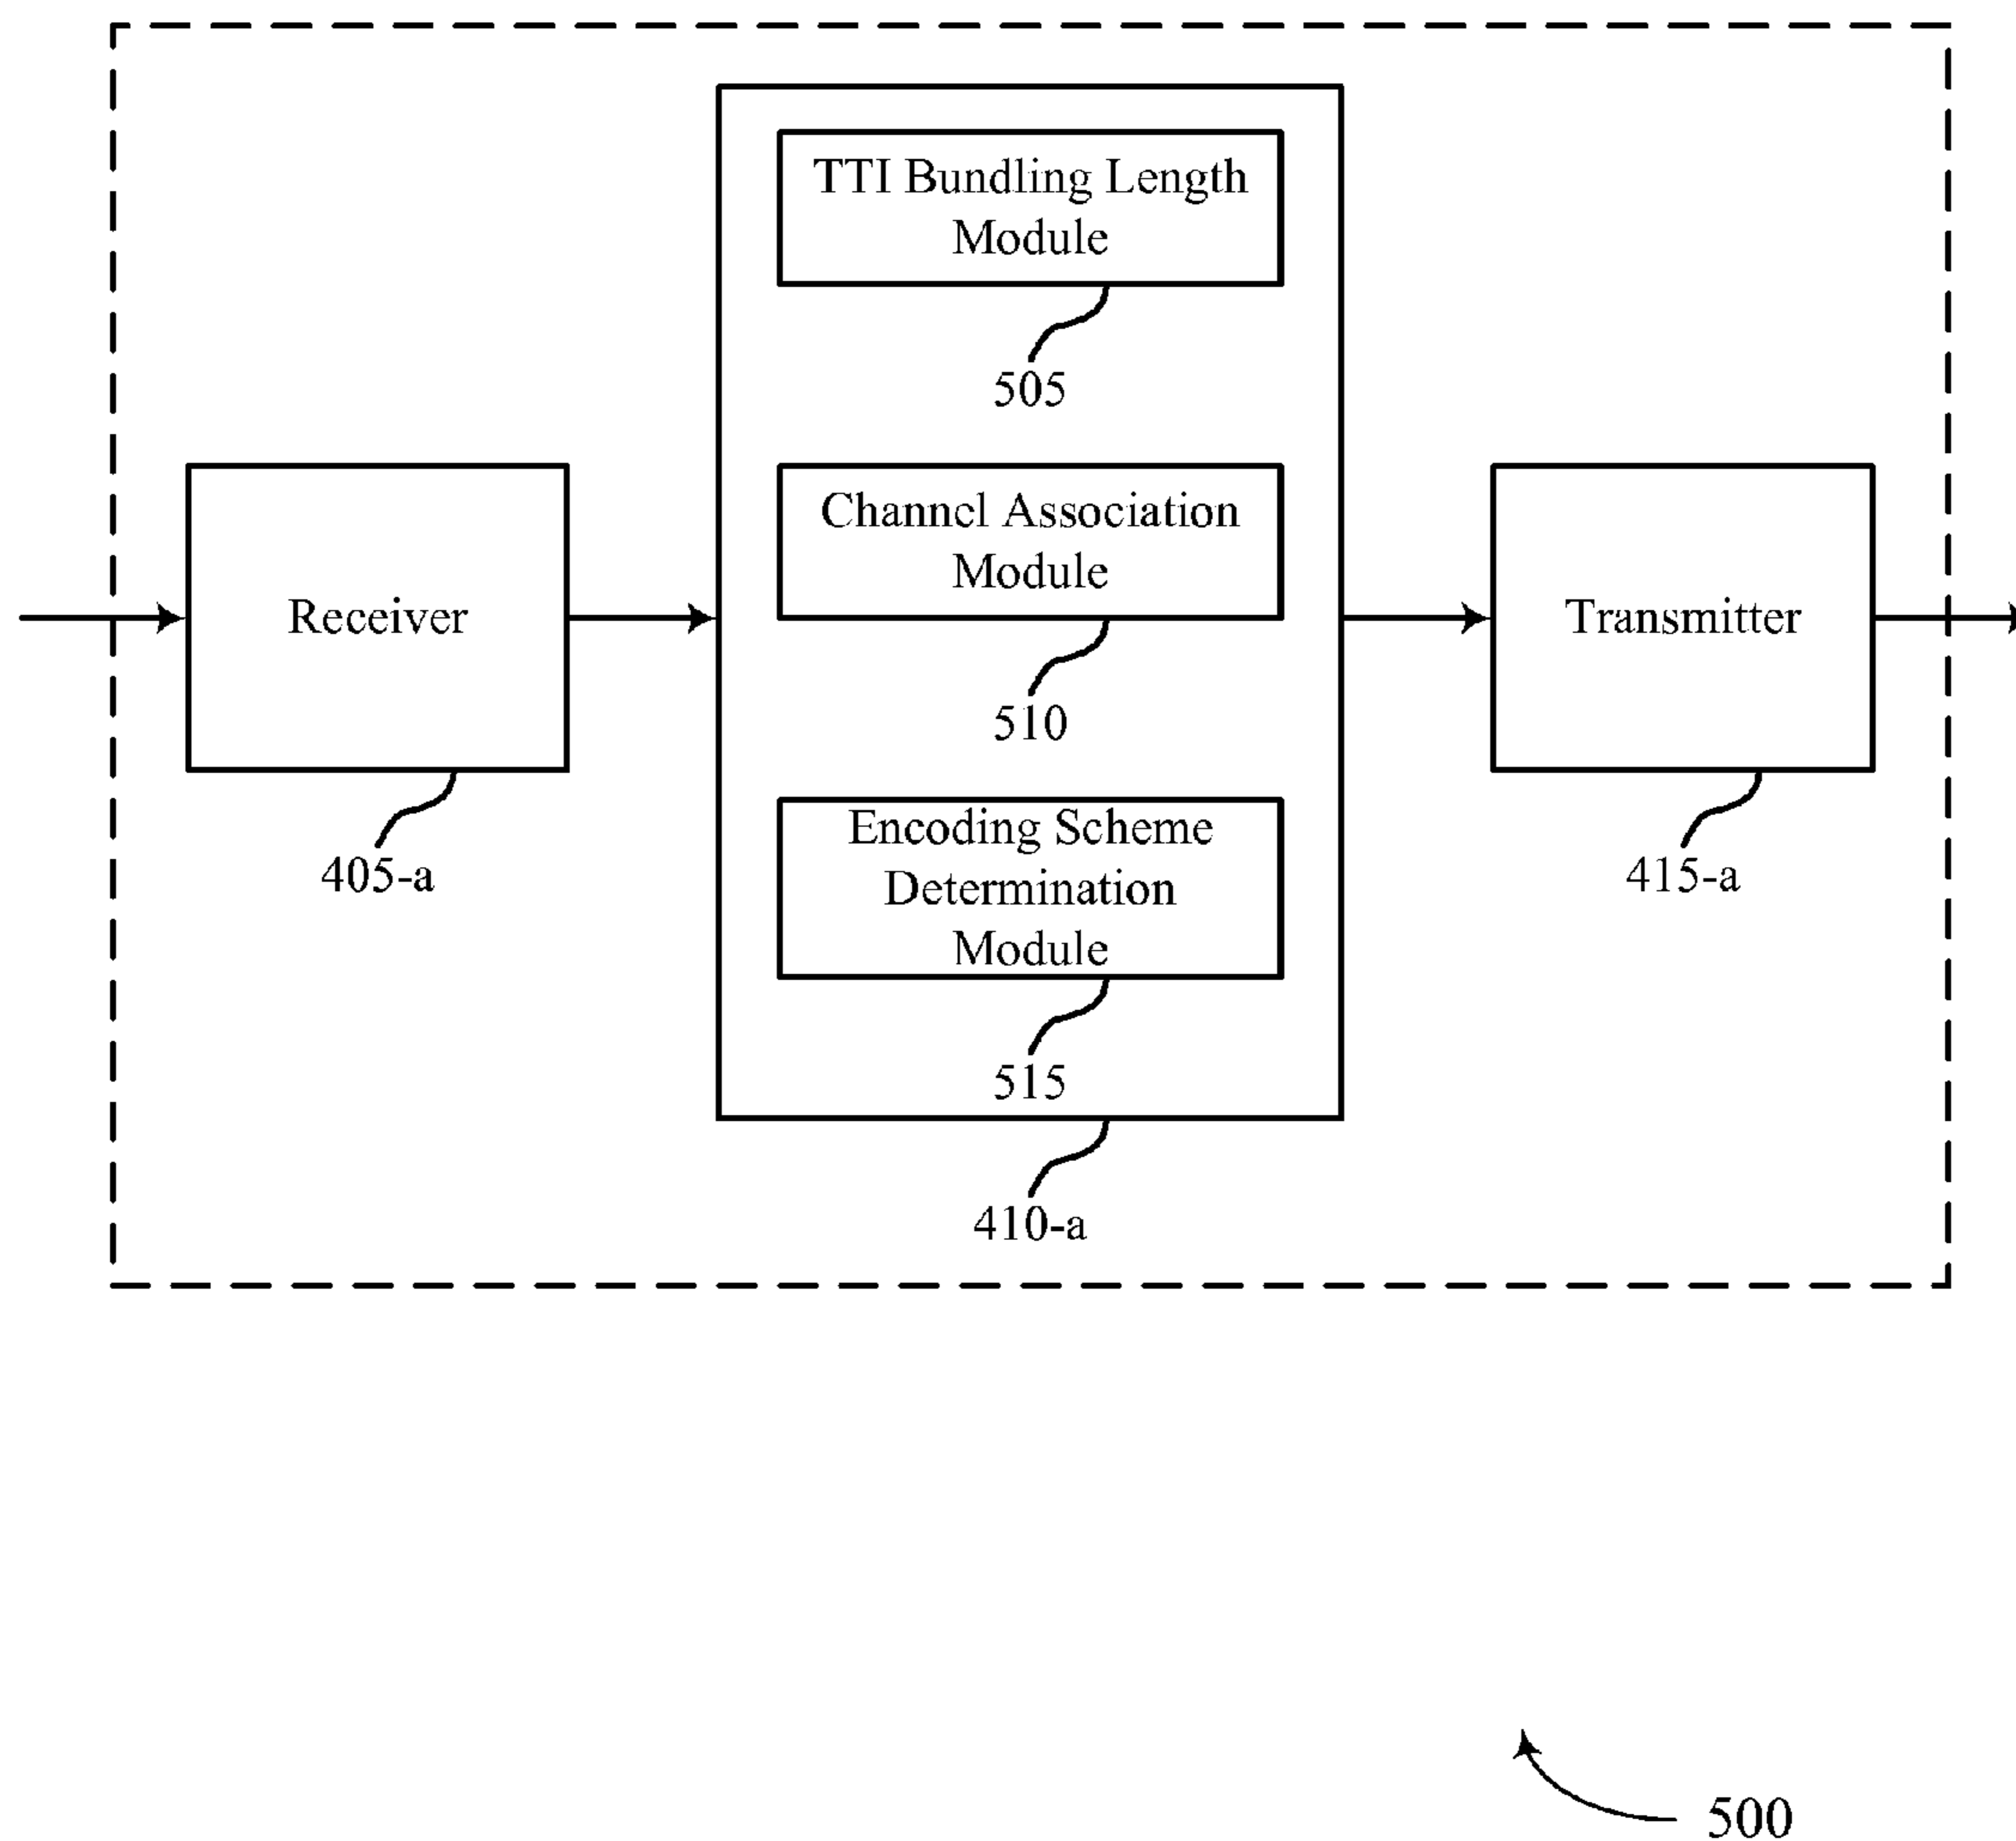 TTI Bundling Length
Module
505
Channel Association
Module
510
Receiver
405-a
Transmitter
415-a
Encoding Scheme
Determination
Module
515
410-a
500